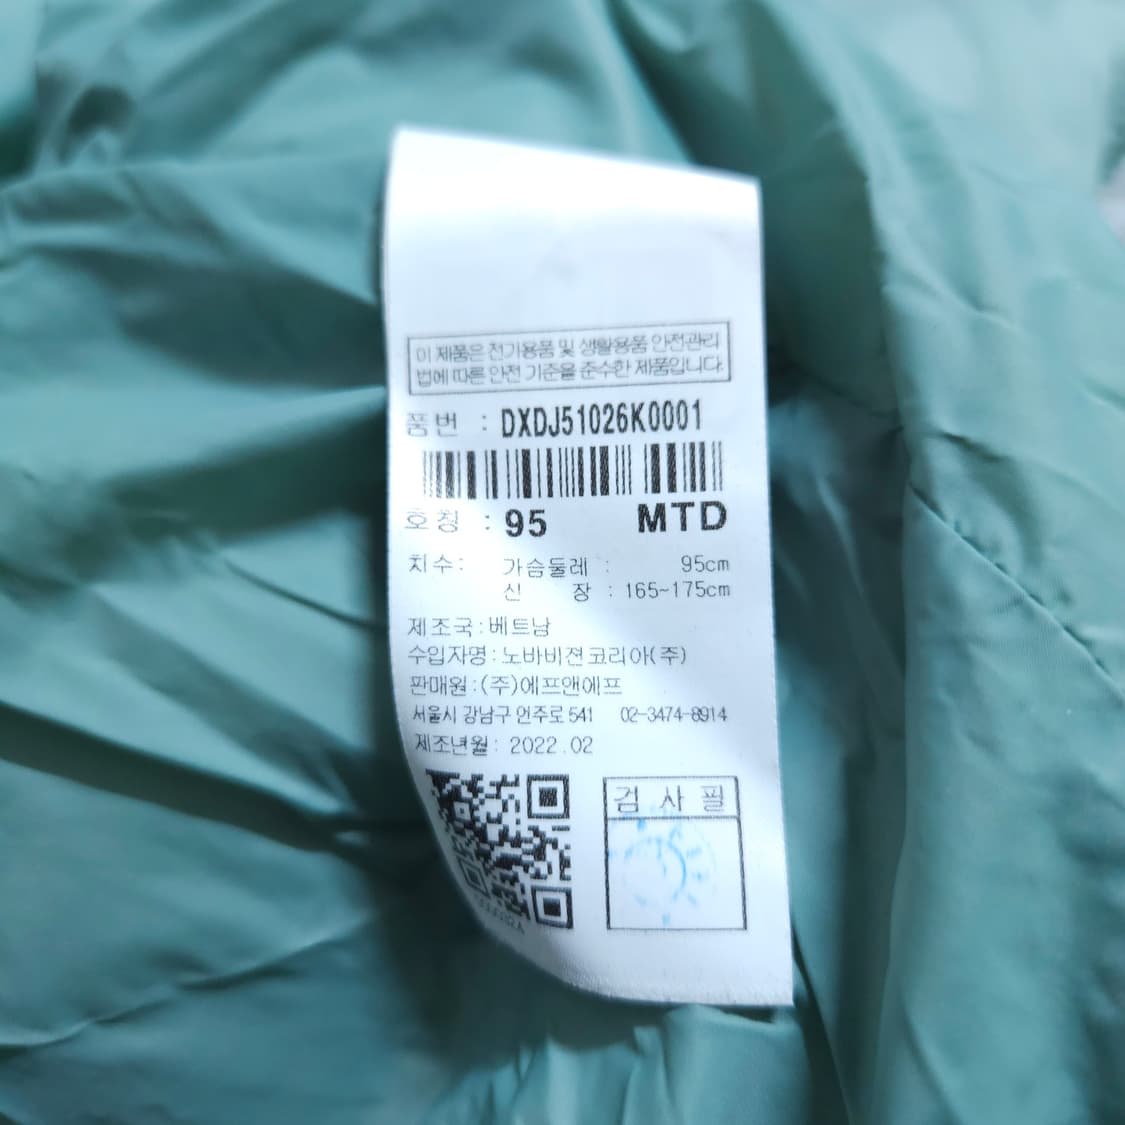 이 제품은 전기용품 및 생활용품 안전관리
법에 따른 안전 기준을 준수한 제품입니다.
품번 : DXDJ51026K0001
호칭 : 95 MTD
치수: 가슴둘레 : 95cm
신 장 : 165~175cm
제조국:베트남
수입자명:노바비젼코리아(주)
판매원:(주)에프앤에프
서울시 강남구 언주로 541 02-3474-8914
제조년월: 2022.02
검 사 필